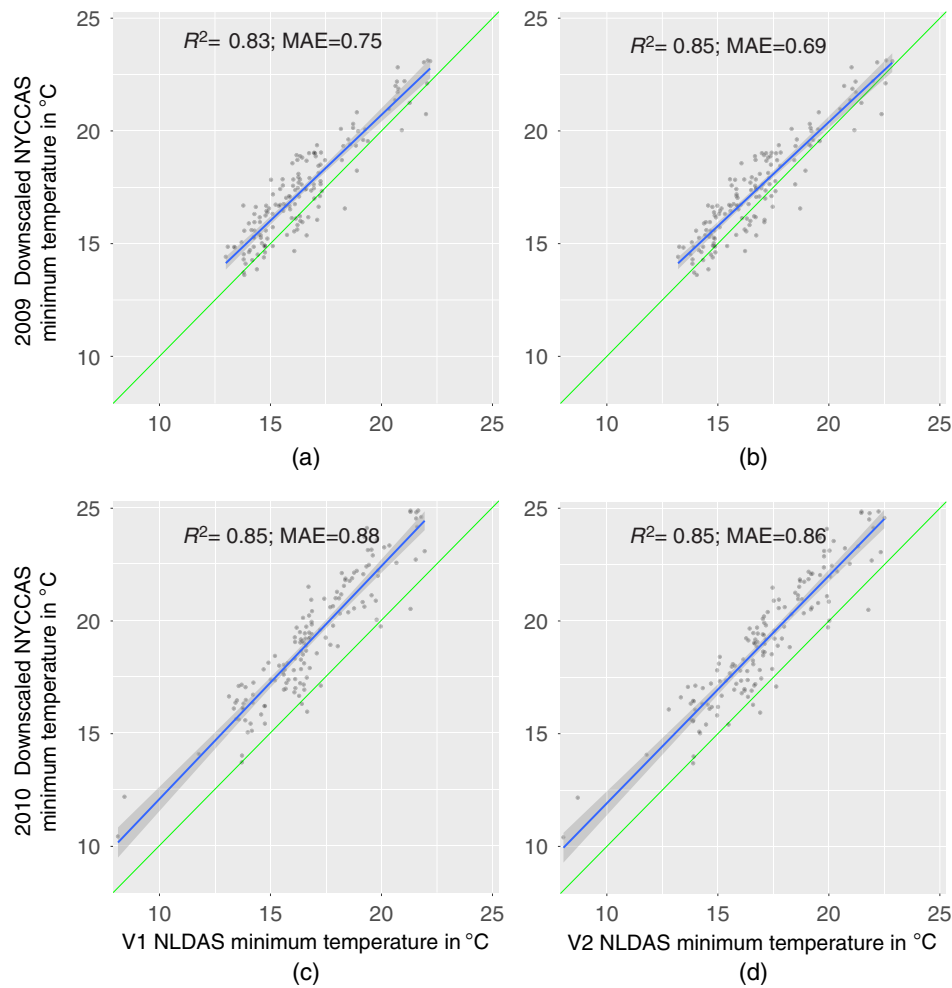 25
20
15
10
2009 Downscaled NYCCAS
minimum temperature in °C
R²= 0.83; MAE=0.75
10 15 20 25
(a)
25
20
15
10
R²= 0.85; MAE=0.69
10 15 20 25
(b)
25
20
15
10
2010 Downscaled NYCCAS
minimum temperature in °C
R²= 0.85; MAE=0.88
10 15 20 25
V1 NLDAS minimum temperature in °C
(c)
25
20
15
10
R²= 0.85; MAE=0.86
10 15 20 25
V2 NLDAS minimum temperature in °C
(d)